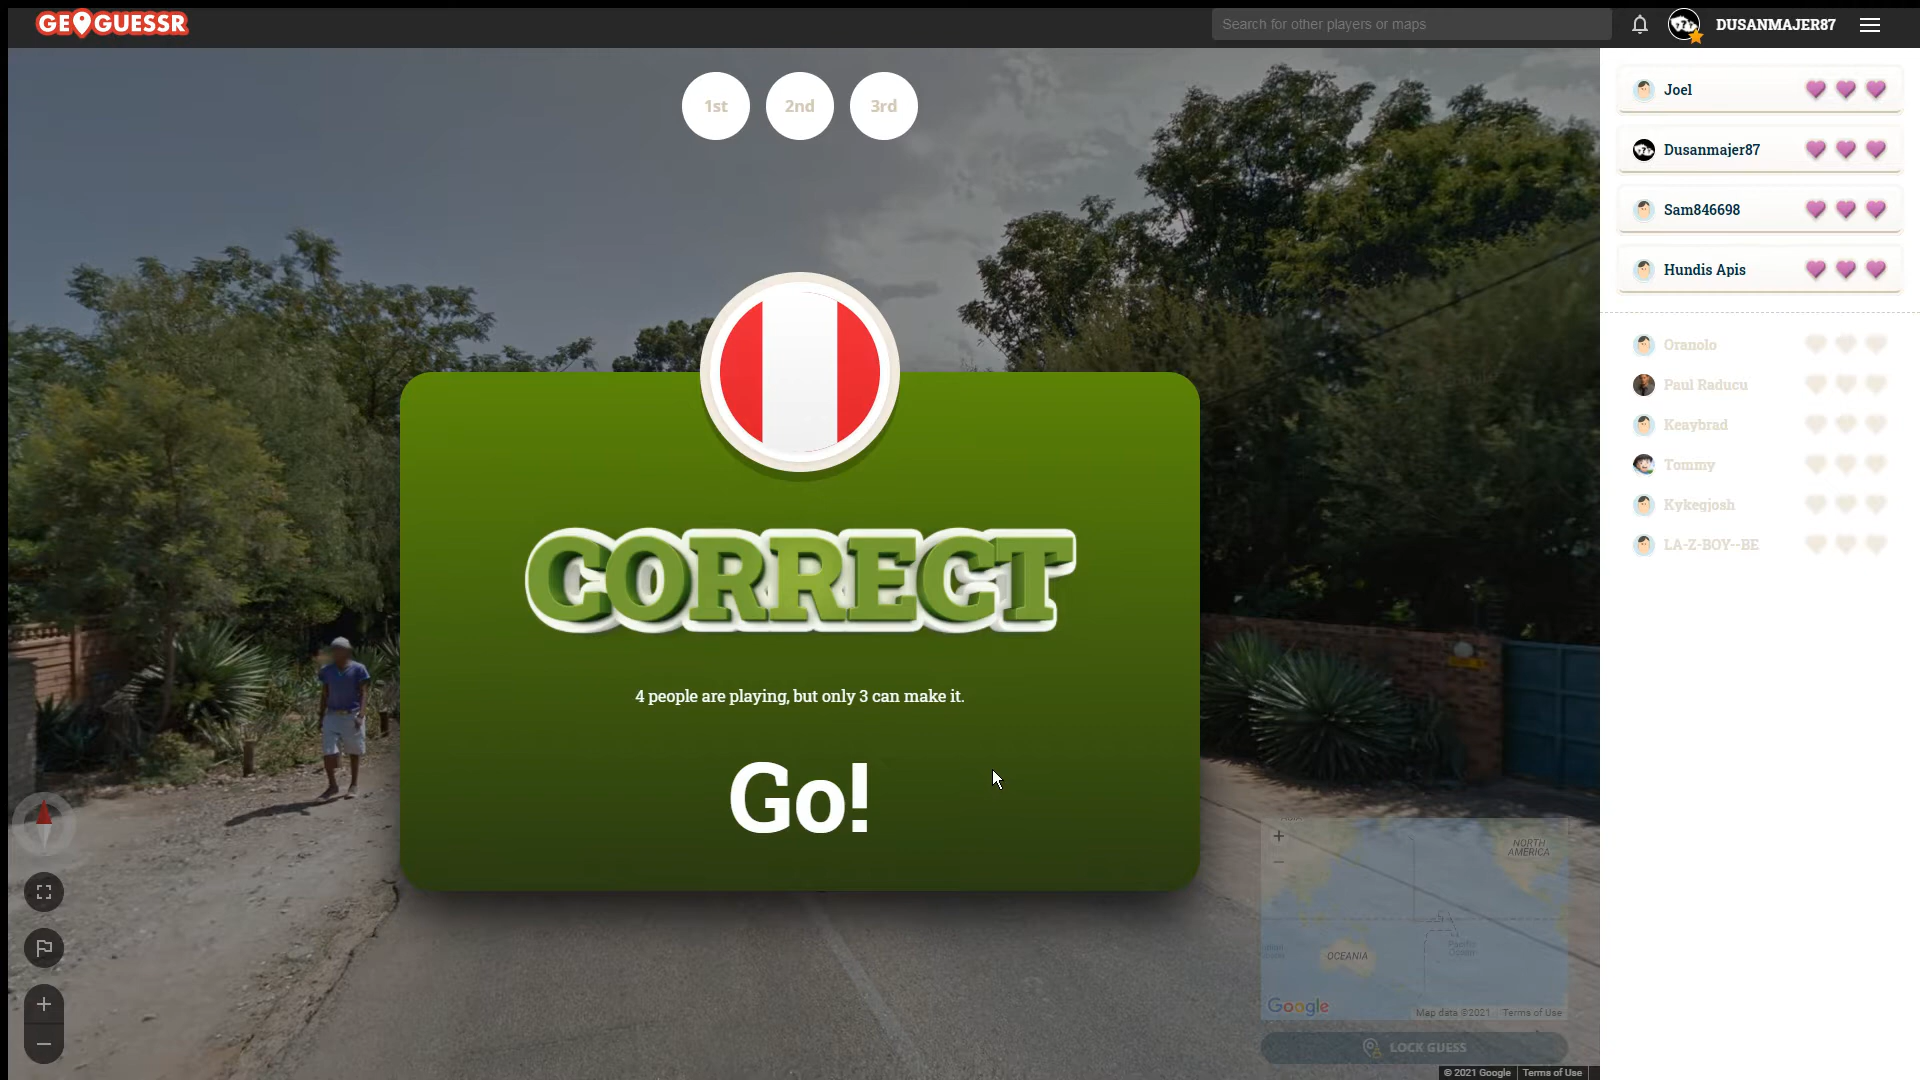 GEOGUESSR
Search for other players or maps
DUSANMAJER87
1st
2nd
3rd
Joel
Dusanmajer87
Sam846698
Hundis Apis
Oranolo
Paul Raducu
Keaybrad
Tommy
Kykegjosh
LA-Z-BOY--BE
CORRECT
4 people are playing, but only 3 can make it.
Go!
NORTH
AMERICA
Pacific
Ocean
OCEANIA
Google
Map data ©2021
Terms of Use
LOCK GUESS
© 2021 Google
Terms of Use